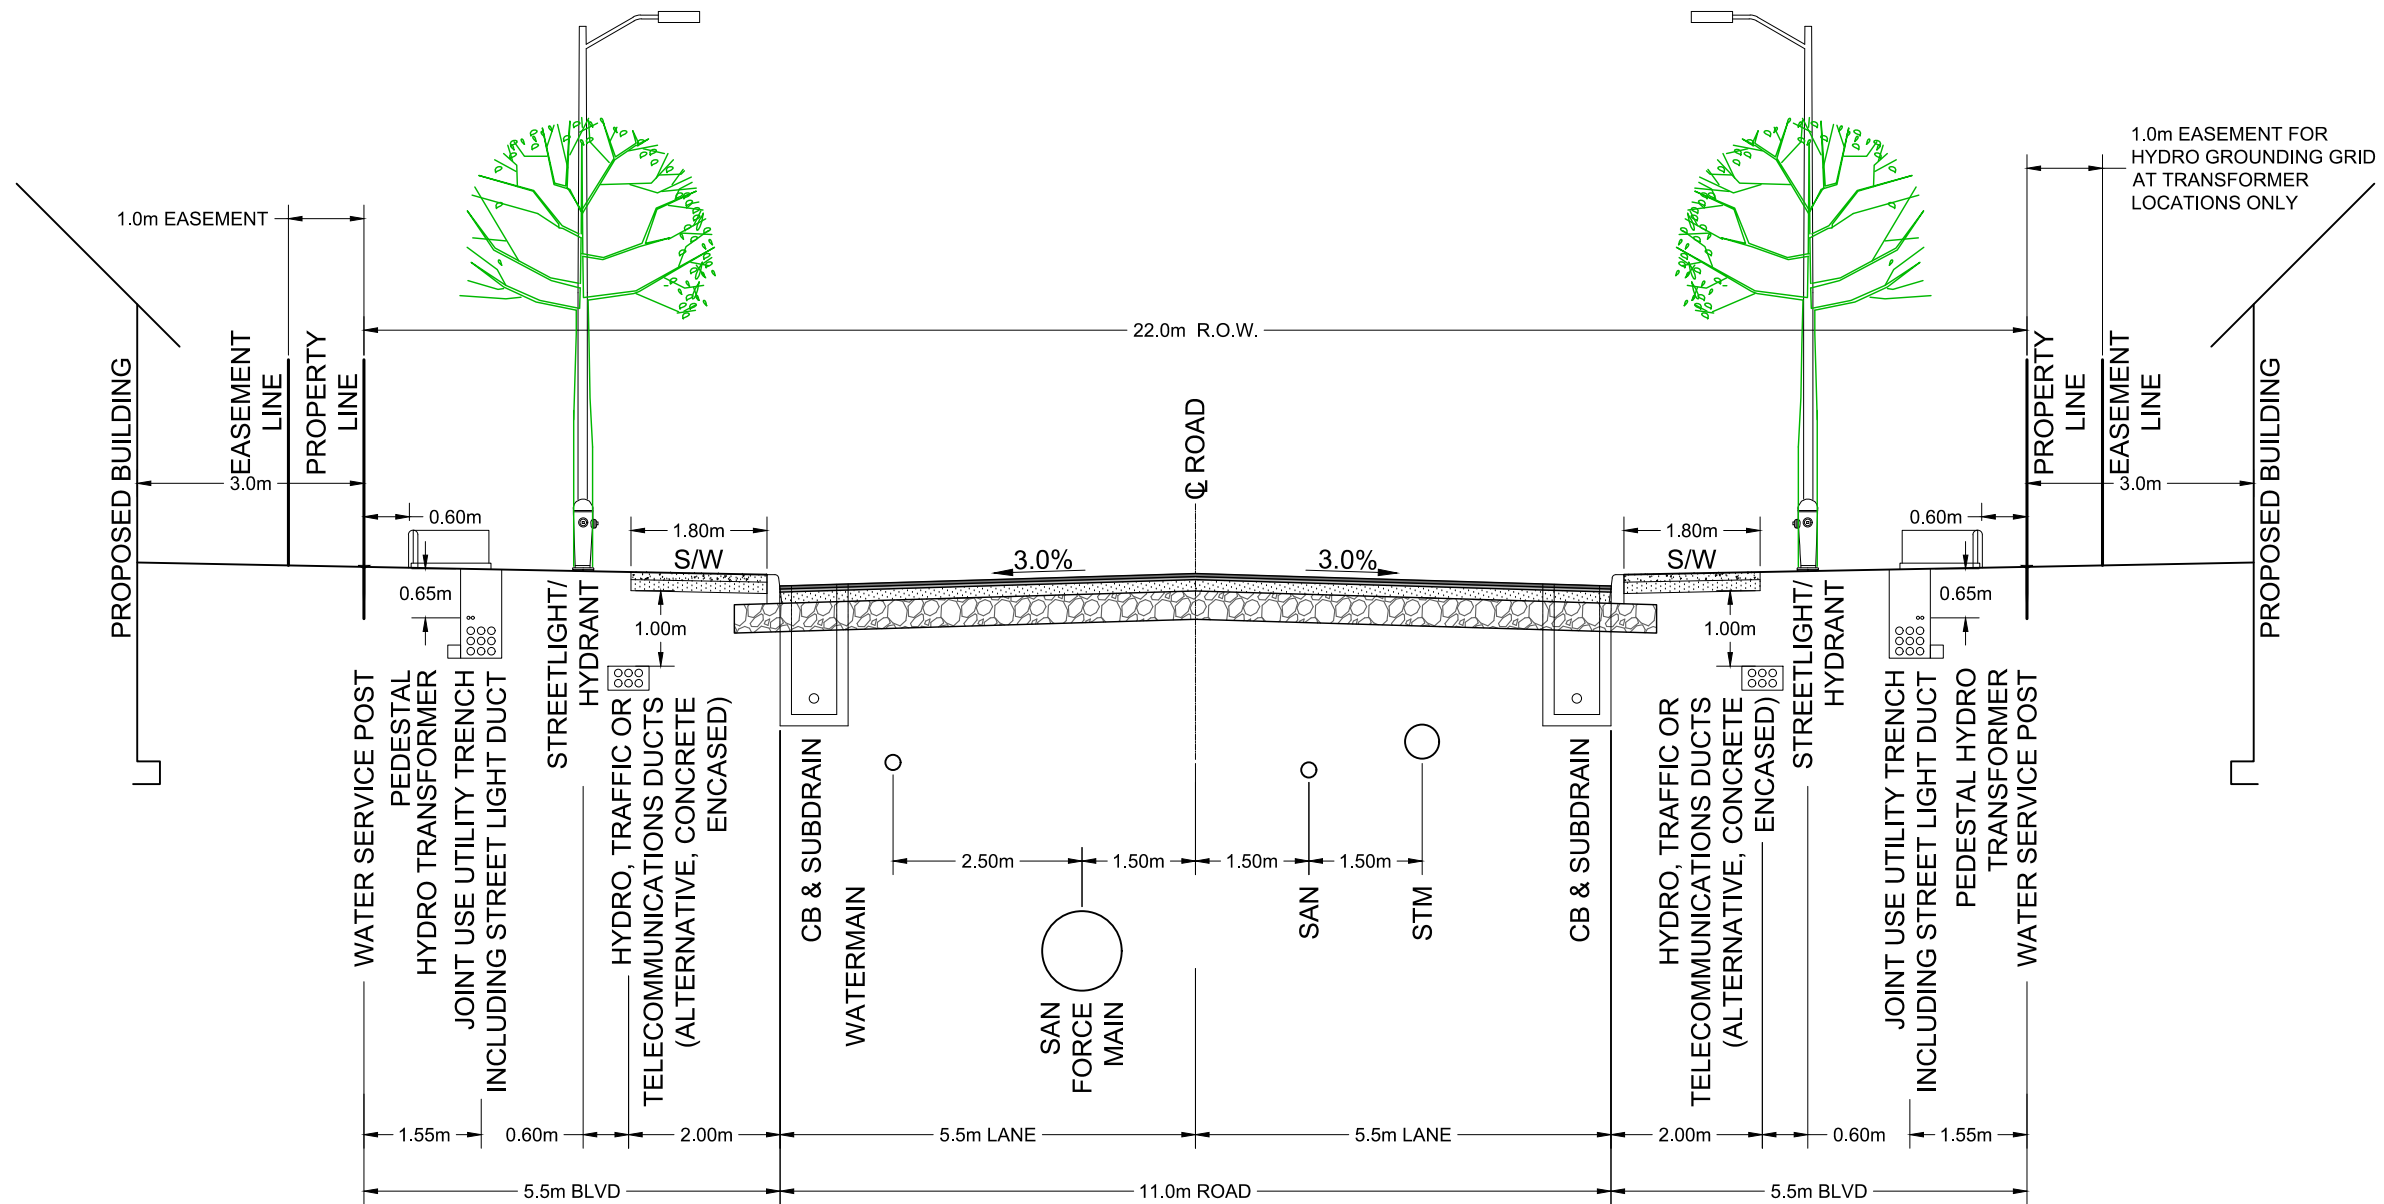 1.0m EASEMENT FOR
HYDRO GROUNDING GRID
AT TRANSFORMER
LOCATIONS ONLY
1.0m EASEMENT
22.0m R.O.W.
PROPOSED BUILDING
EASEMENT
LINE
PROPERTY
LINE
℄ ROAD
PROPERTY
LINE
EASEMENT
LINE
PROPOSED BUILDING
3.0m
3.0m
0.60m
1.80m
1.80m
0.60m
S/W
3.0%
3.0%
S/W
0.65m
1.00m
1.00m
0.65m
WATER SERVICE POST
PEDESTAL
HYDRO TRANSFORMER
JOINT USE UTILITY TRENCH
INCLUDING STREET LIGHT DUCT
STREETLIGHT/
HYDRANT
HYDRO, TRAFFIC OR
TELECOMMUNICATIONS DUCTS
(ALTERNATIVE, CONCRETE
ENCASED)
CB & SUBDRAIN
WATERMAIN
2.50m
1.50m
1.50m
1.50m
SAN
FORCE
MAIN
SAN
STM
CB & SUBDRAIN
HYDRO, TRAFFIC OR
TELECOMMUNICATIONS DUCTS
(ALTERNATIVE, CONCRETE
ENCASED)
STREETLIGHT/
HYDRANT
JOINT USE UTILITY TRENCH
INCLUDING STREET LIGHT DUCT
PEDESTAL HYDRO
TRANSFORMER
WATER SERVICE POST
1.55m
0.60m
2.00m
5.5m LANE
5.5m LANE
2.00m
0.60m
1.55m
5.5m BLVD
11.0m ROAD
5.5m BLVD